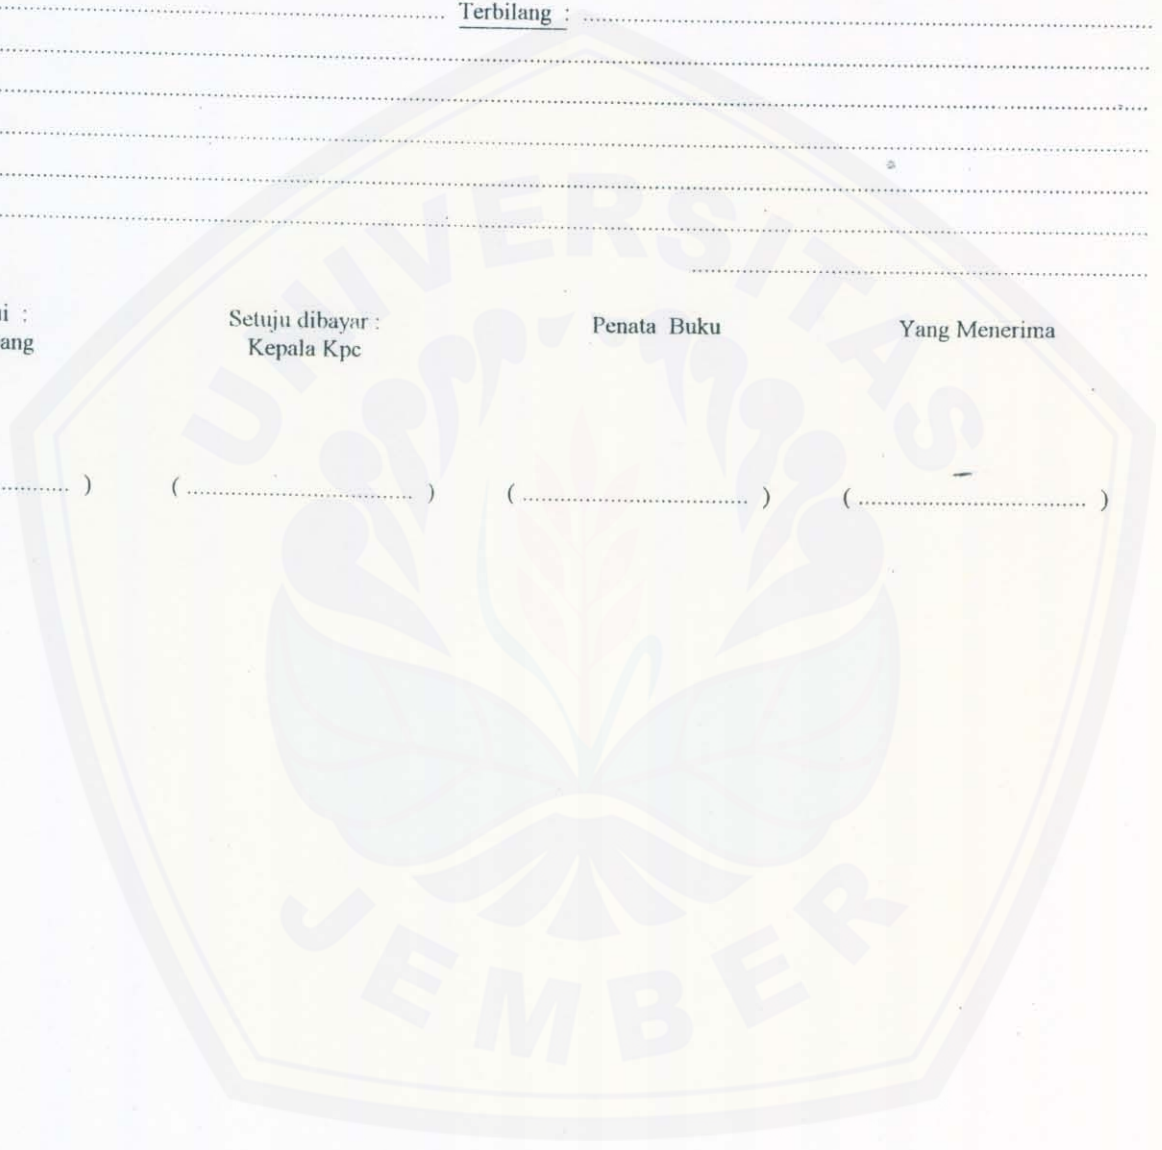 .................... Terbilang : ....................
i :
ang
Setuju dibayar :
Kepala Kpc
Penata Buku
Yang Menerima
............ ) ( .............................. ) ( .............................. ) ( .............................. )
UNIVERSITAS
JEMBER